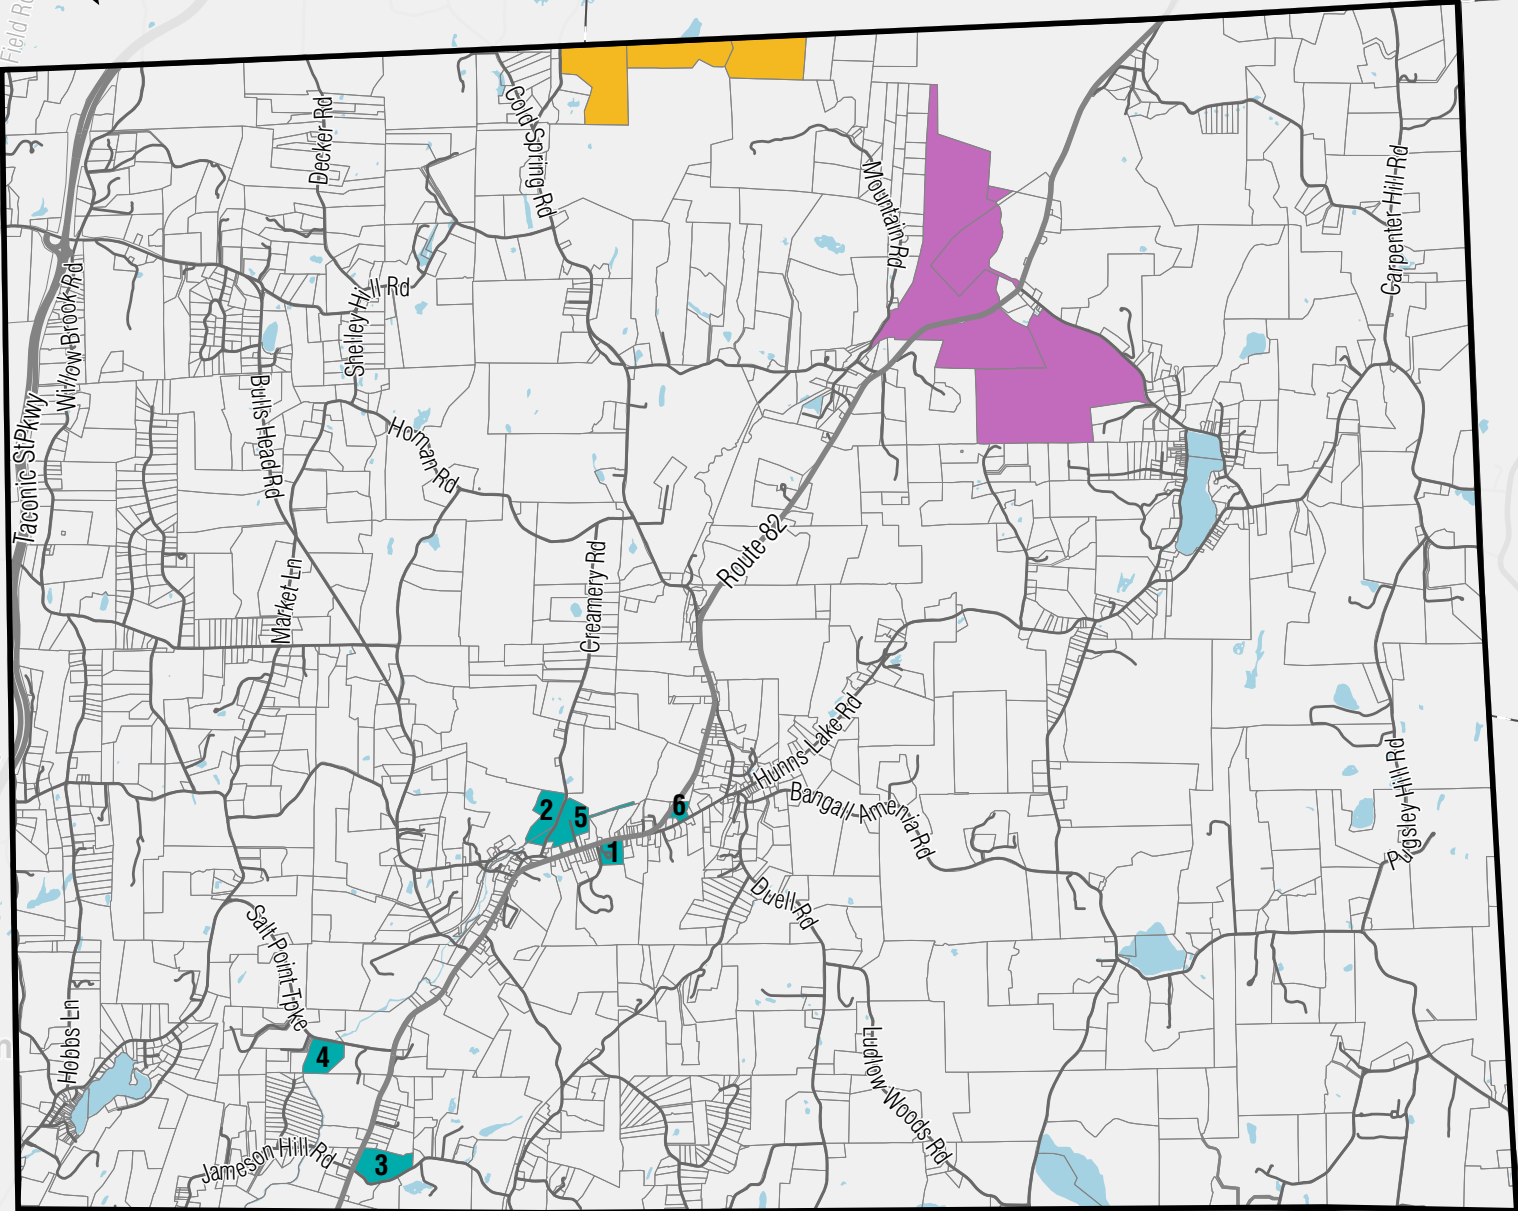 Field Rd
Decker Rd
Cold Spring Rd
Mountain Rd
Carpenter Hill Rd
Willow Brook Rd
Shelley Hill Rd
Taconic St Pkwy
Bulls Head Rd
Homan Rd
Route 82
Market Ln
Creamery Rd
Hunns Lake Rd
Bangall Amenia Rd
Pugsley Hill Rd
2
5
6
1
Duell Rd
Salt Point Tpke
Hobbs Ln
4
Ludlow Woods Rd
Jameson Hill Rd
3